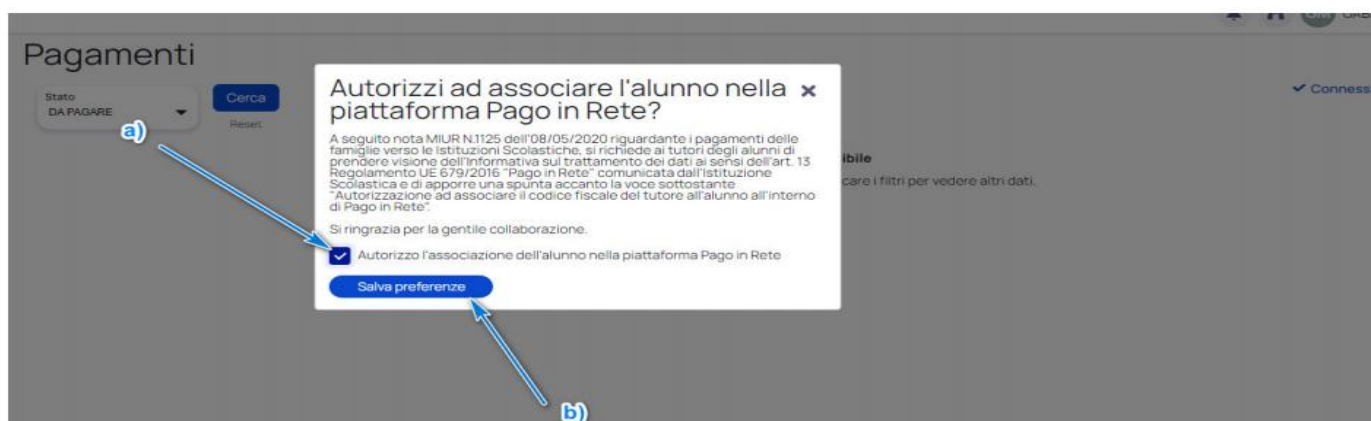 Pagamenti
Stato
DA PAGARE
Cerca
Reset
a)
Autorizzi ad associare l'alunno nella
piattaforma Pago in Rete?
A seguito nota MIUR N.1125 dell'08/05/2020 riguardante i pagamenti delle
famiglie verso le Istituzioni Scolastiche, si richiede ai tutori degli alunni di
prendere visione dell'Informativa sul trattamento dei dati ai sensi dell'art. 13
Regolamento UE 679/2016 "Pago in Rete" comunicata dall'Istituzione
Scolastica e di apporre una spunta accanto la voce sottostante
"Autorizzazione ad associare il codice fiscale del tutore all'alunno all'interno
di Pago in Rete".
Si ringrazia per la gentile collaborazione.
Autorizzo l'associazione dell'alunno nella piattaforma Pago in Rete
Salva preferenze
b)
Conness
ibile
care i filtri per vedere altri dati.